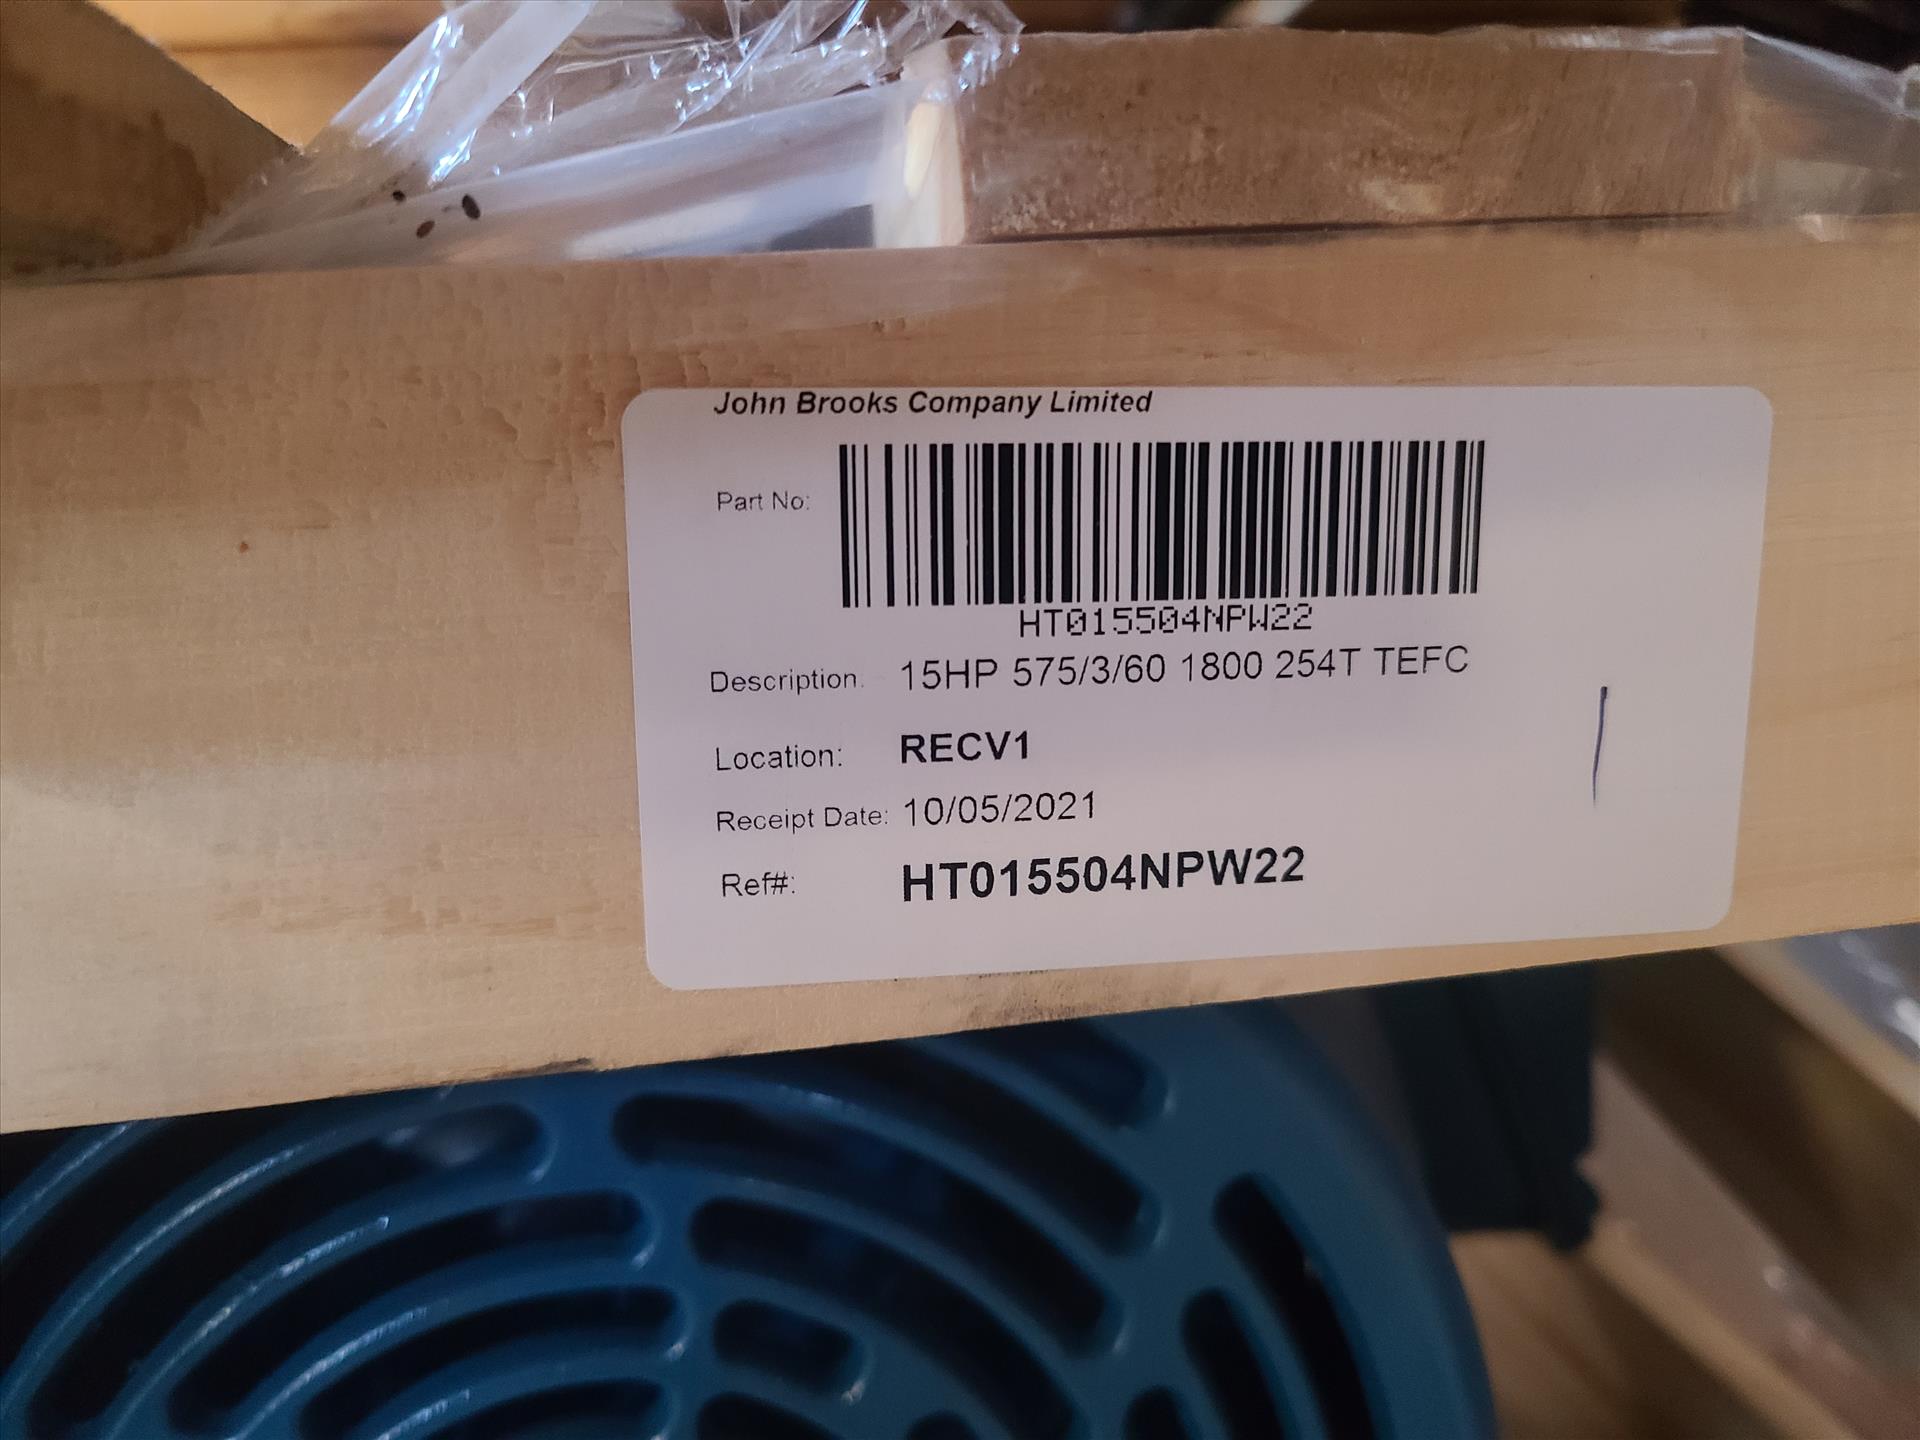 John Brooks Company Limited
Part No:
HT015504NPW22
Description: 15HP 575/3/60 1800 254T TEFC
Location: RECV1
Receipt Date: 10/05/2021
Ref#: HT015504NPW22